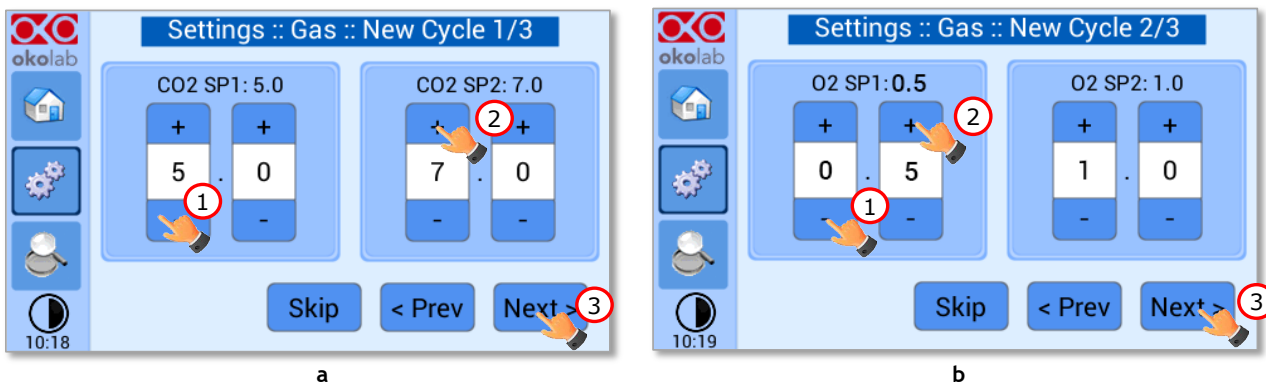 Settings :: Gas :: New Cycle 1/3
okolab
CO2 SP1: 5.0
CO2 SP2: 7.0
+ +
5 . 0
-
1
+ +
2
7 . 0
- -
Skip
< Prev
Next >
3
10:18
a
Settings :: Gas :: New Cycle 2/3
okolab
O2 SP1: 0.5
O2 SP2: 1.0
+ +
2
0 . 5
- -
1
+ +
1 . 0
- -
Skip
< Prev
Next >
3
10:19
b